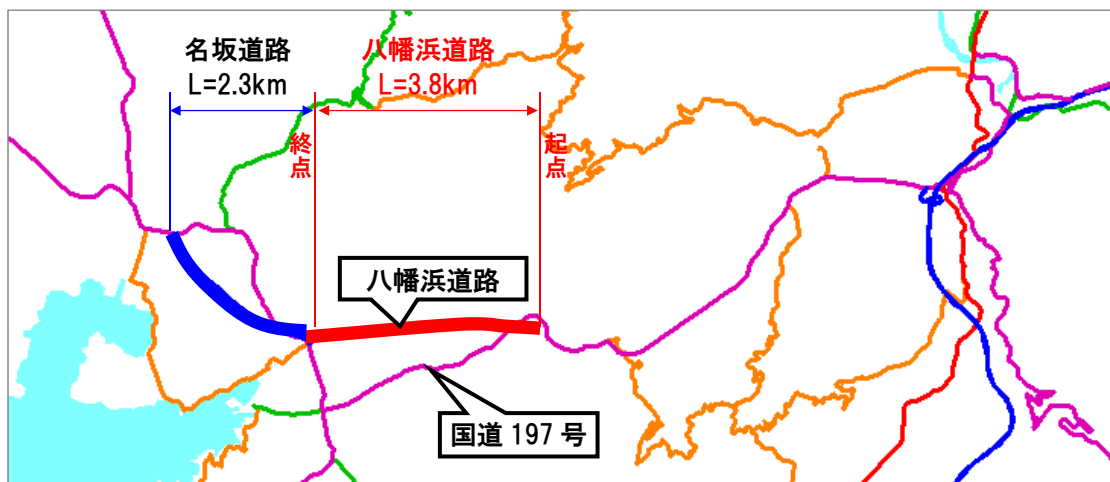 名坂道路
L=2.3km
八幡浜道路
L=3.8km
終点
起点
八幡浜道路
国道 197 号